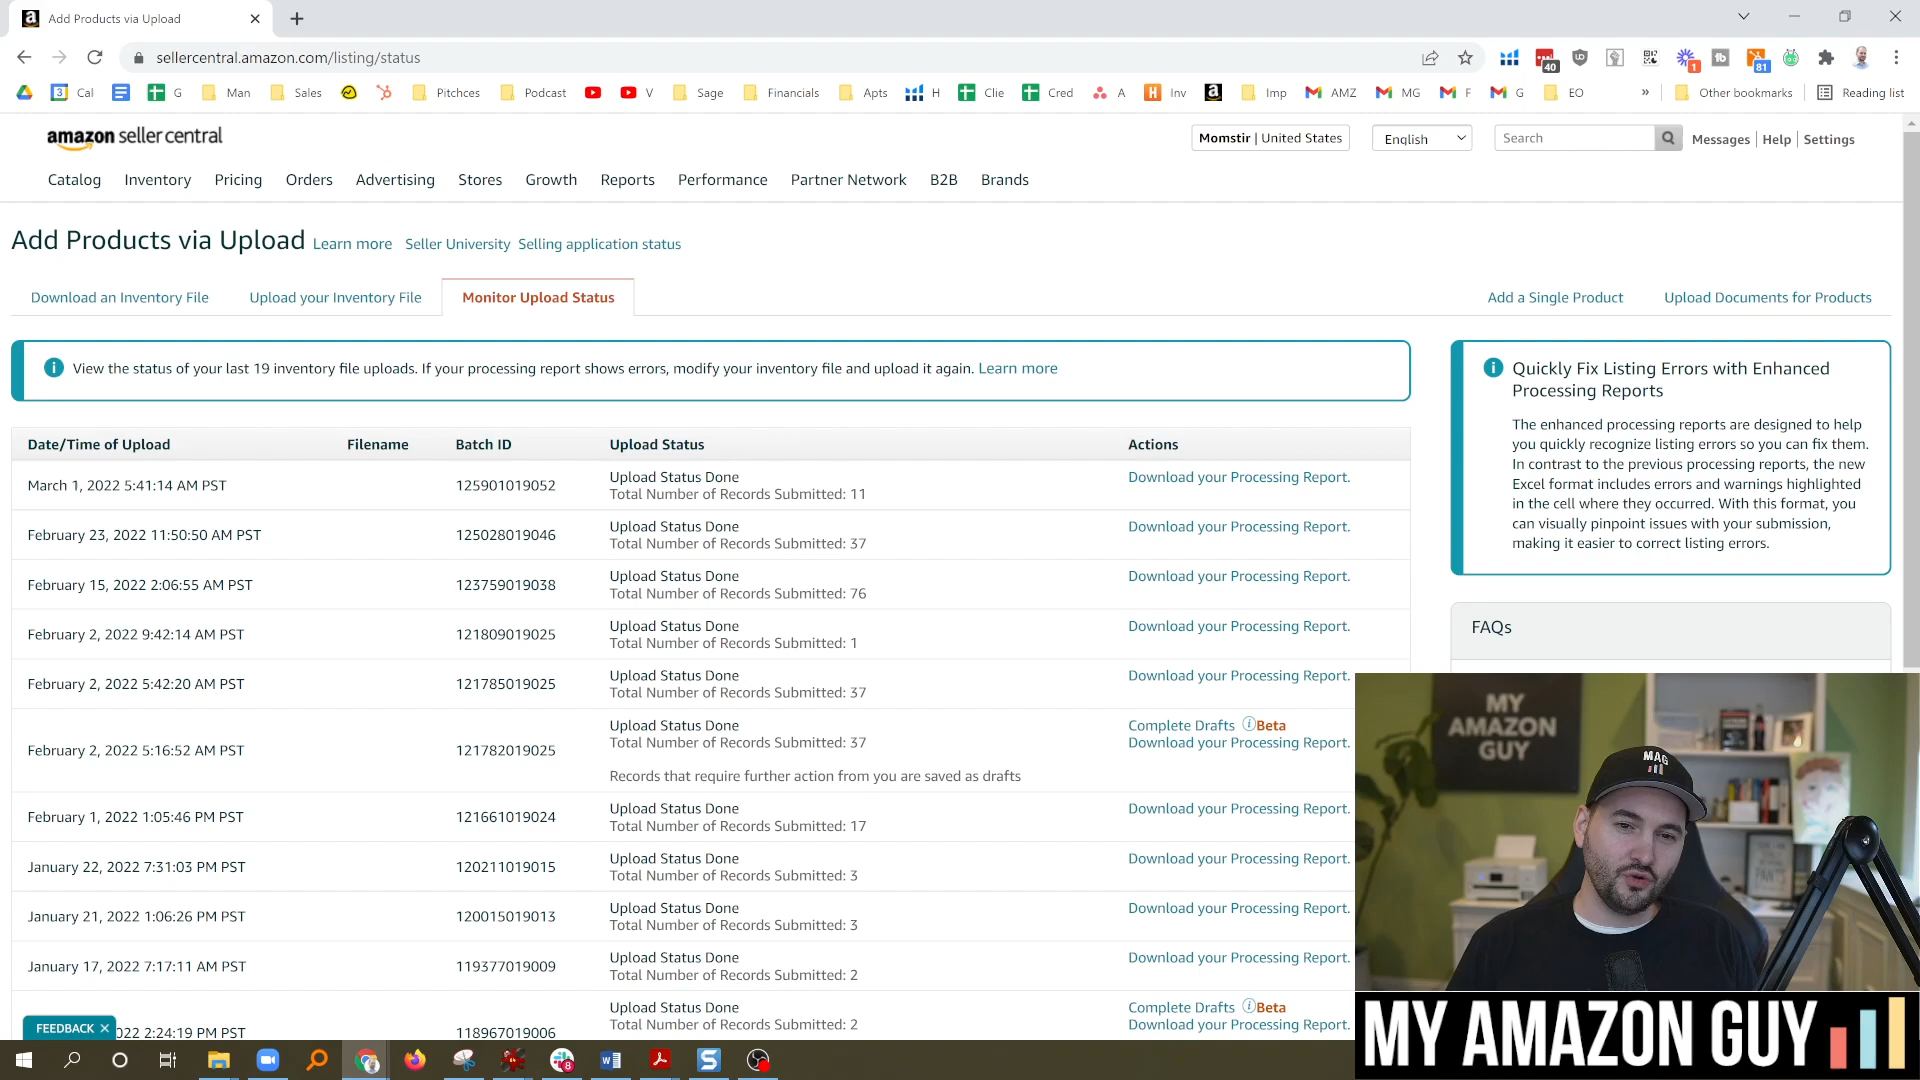 Add Products via Upload
sellercentral.amazon.com/listing/status
40
1
81
Cal
G
Man
Sales
Pitchces
Podcast
V
Sage
Financials
Apts
H
Clie
Cred
A
Inv
Imp
AMZ
MG
F
G
EO
»
Other bookmarks
Reading list
amazon seller central
Momstir | United States
English
Search
Messages | Help | Settings
Catalog
Inventory
Pricing
Orders
Advertising
Stores
Growth
Reports
Performance
Partner Network
B2B
Brands
Add Products via Upload Learn more Seller University Selling application status
Download an Inventory File
Upload your Inventory File
Monitor Upload Status
Add a Single Product
Upload Documents for Products
View the status of your last 19 inventory file uploads. If your processing report shows errors, modify your inventory file and upload it again. Learn more
Date/Time of Upload Filename Batch ID Upload Status Actions
March 1, 2022 5:41:14 AM PST 125901019052 Upload Status Done Download your Processing Report.
Total Number of Records Submitted: 11
February 23, 2022 11:50:50 AM PST 125028019046 Upload Status Done Download your Processing Report.
Total Number of Records Submitted: 37
February 15, 2022 2:06:55 AM PST 123759019038 Upload Status Done Download your Processing Report.
Total Number of Records Submitted: 76
February 2, 2022 9:42:14 AM PST 121809019025 Upload Status Done Download your Processing Report.
Total Number of Records Submitted: 1
February 2, 2022 5:42:20 AM PST 121785019025 Upload Status Done Download your Processing Report.
Total Number of Records Submitted: 37
February 2, 2022 5:16:52 AM PST 121782019025 Upload Status Done Complete Drafts Beta
Total Number of Records Submitted: 37 Download your Processing Report.
Records that require further action from you are saved as drafts
February 1, 2022 1:05:46 PM PST 121661019024 Upload Status Done Download your Processing Report.
Total Number of Records Submitted: 17
January 22, 2022 7:31:03 PM PST 120211019015 Upload Status Done Download your Processing Report.
Total Number of Records Submitted: 3
January 21, 2022 1:06:26 PM PST 120015019013 Upload Status Done Download your Processing Report.
Total Number of Records Submitted: 3
January 17, 2022 7:17:11 AM PST 119377019009 Upload Status Done Download your Processing Report.
Total Number of Records Submitted: 2
022 2:24:19 PM PST 118967019006 Upload Status Done Complete Drafts Beta
Total Number of Records Submitted: 2 Download your Processing Report.
FEEDBACK
Quickly Fix Listing Errors with Enhanced
Processing Reports
The enhanced processing reports are designed to help
you quickly recognize listing errors so you can fix them.
In contrast to the previous processing reports, the new
Excel format includes errors and warnings highlighted
in the cell where they occurred. With this format, you
can visually pinpoint issues with your submission,
making it easier to correct listing errors.
FAQs
MY
AMAZON
GUY
MAG
MY AMAZON GUY
8